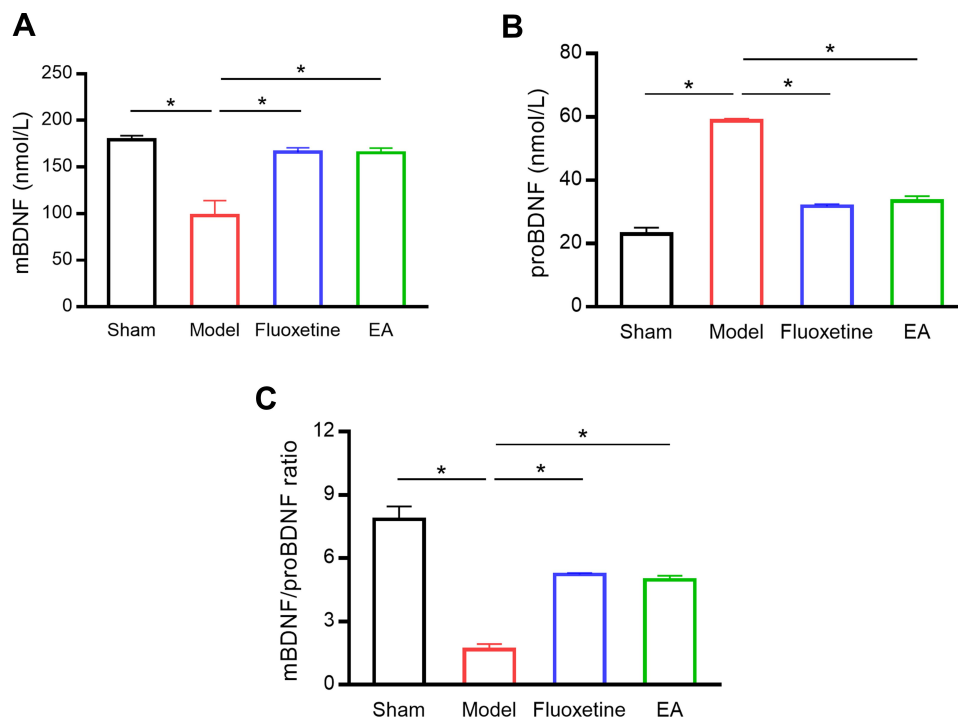 A
mBDNF (nmol/L)
250
200
150
100
50
0
* * *
Sham Model Fluoxetine EA
B
proBDNF (nmol/L)
80
60
40
20
0
* * *
Sham Model Fluoxetine EA
C
mBDNF/proBDNF ratio
12
9
6
3
0
* * *
Sham Model Fluoxetine EA